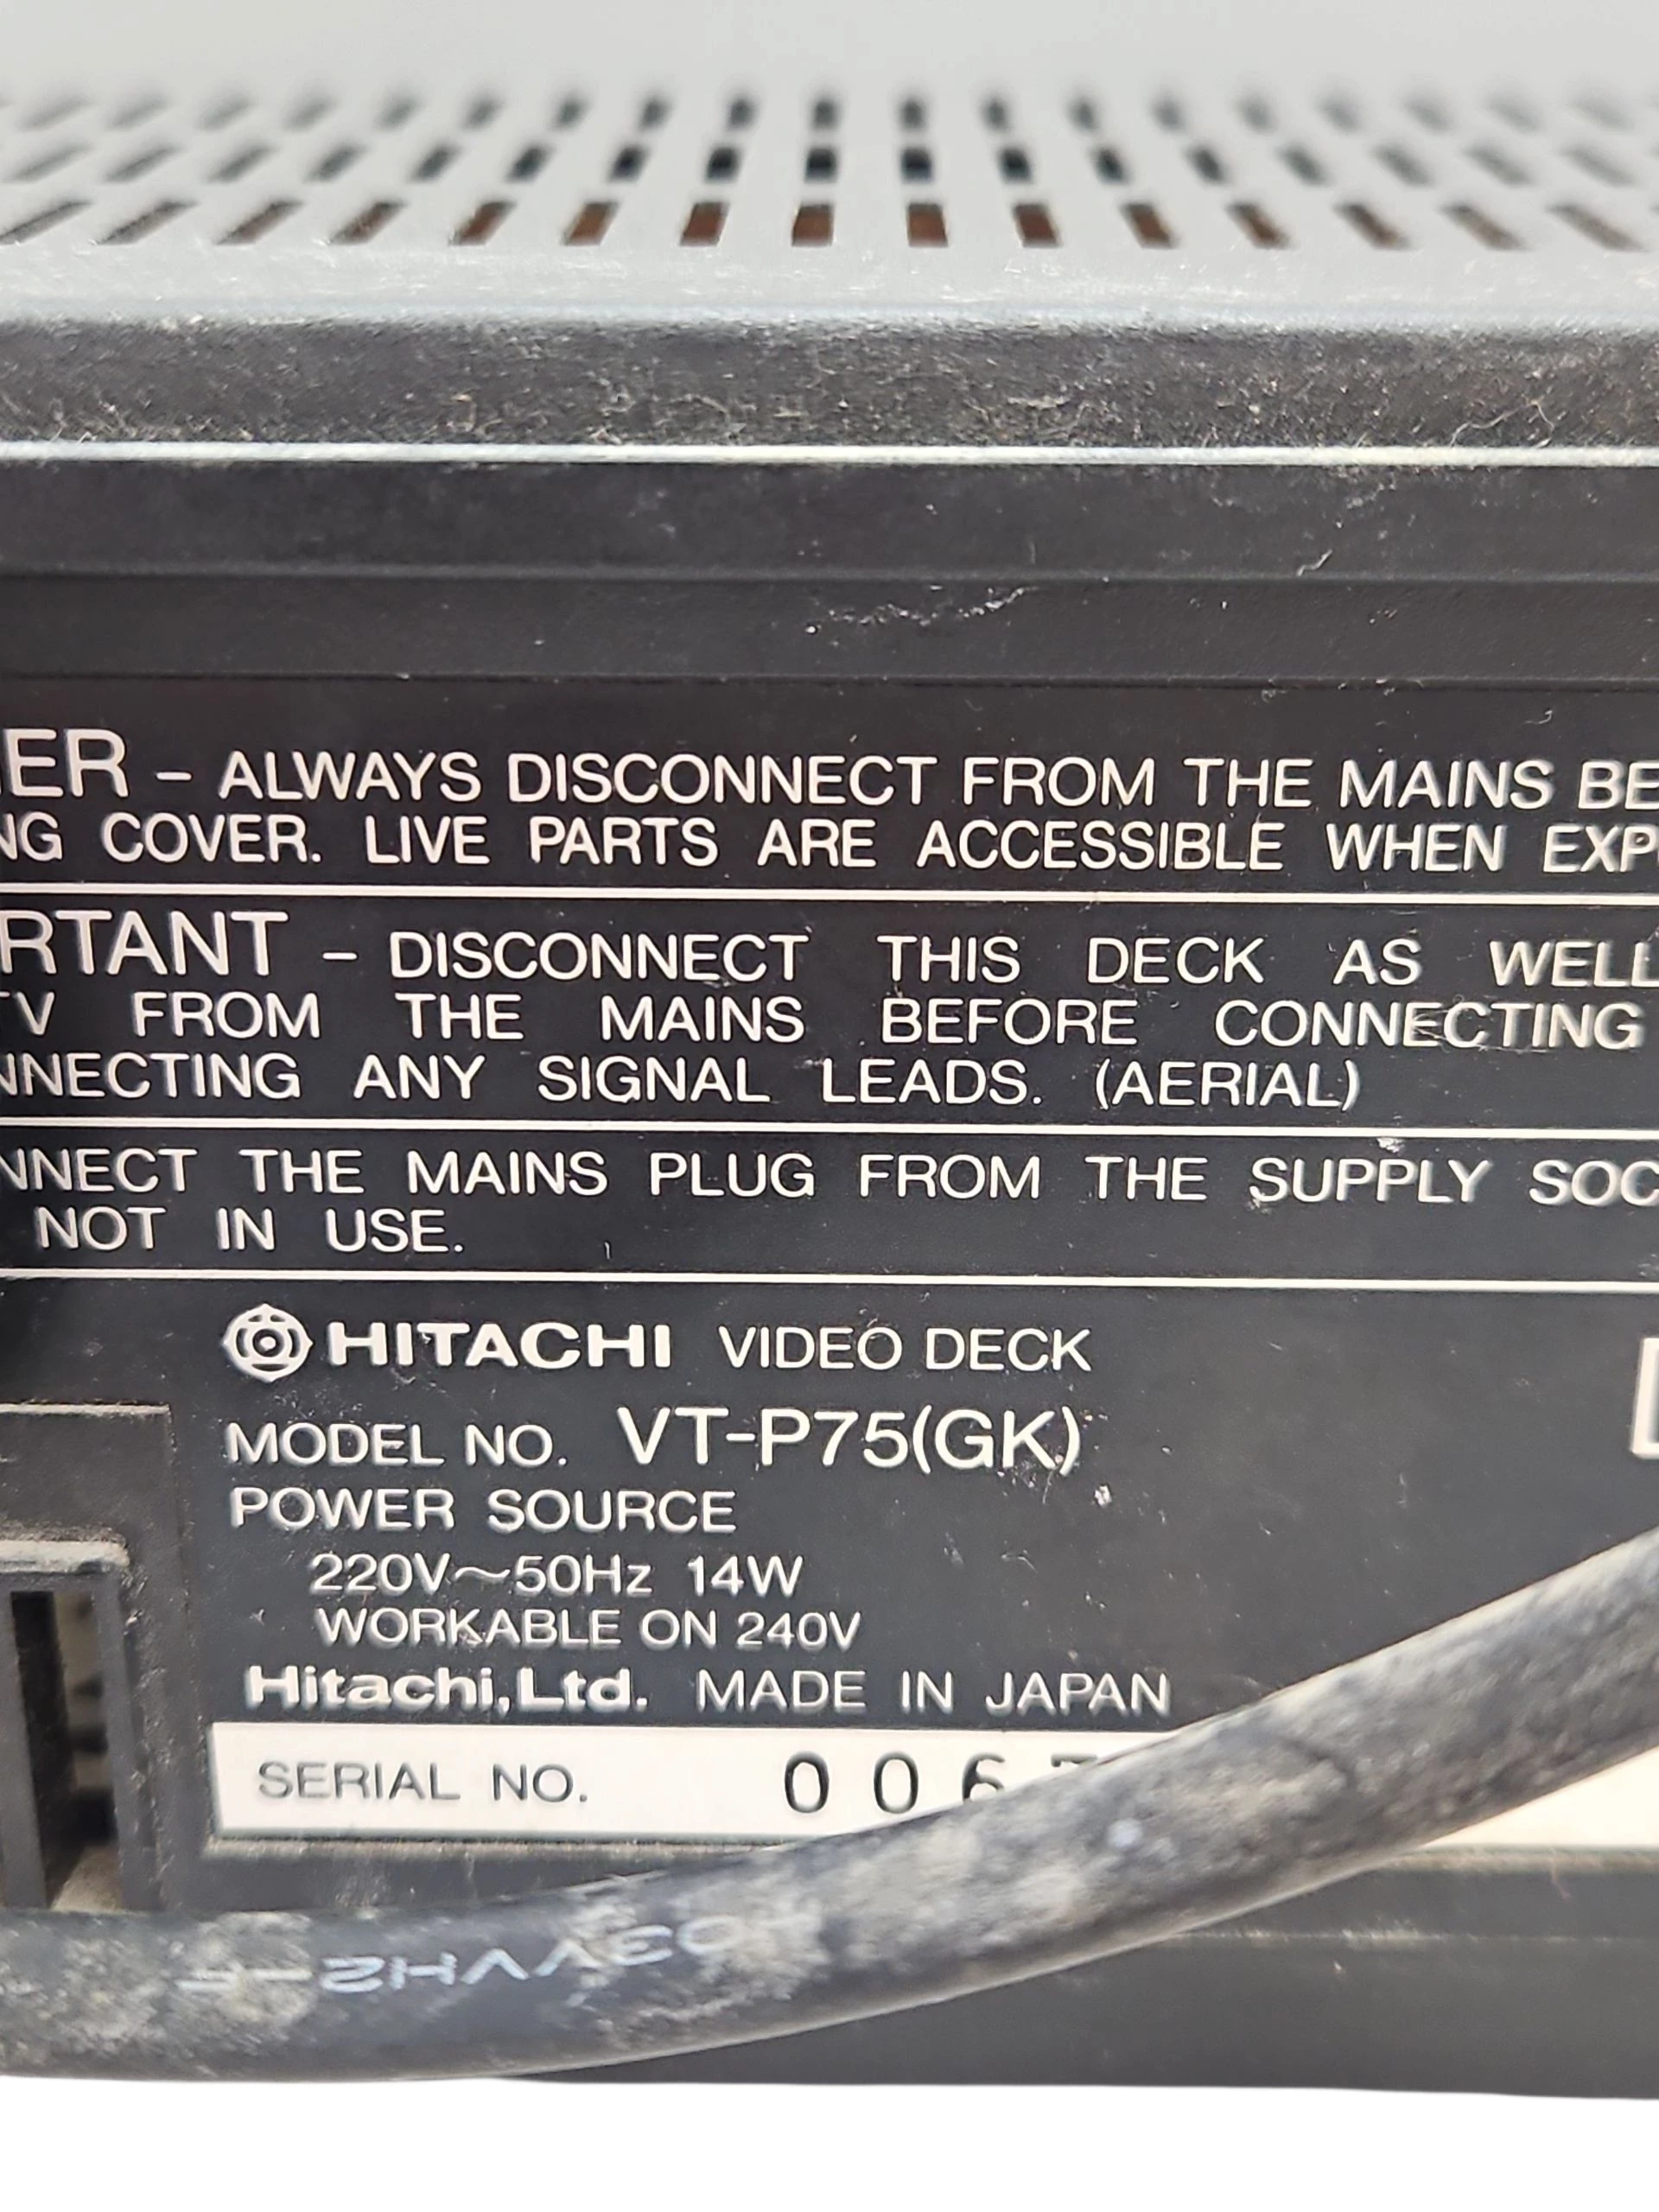 ER – ALWAYS DISCONNECT FROM THE MAINS BE
NG COVER. LIVE PARTS ARE ACCESSIBLE WHEN EXP
RTANT – DISCONNECT THIS DECK AS WELL
TV FROM THE MAINS BEFORE CONNECTING
NNECTING ANY SIGNAL LEADS. (AERIAL)
NNECT THE MAINS PLUG FROM THE SUPPLY SOC
NOT IN USE.
HITACHI VIDEO DECK
MODEL NO. VT-P75(GK)
POWER SOURCE
220V~50Hz 14W
WORKABLE ON 240V
Hitachi,Ltd. MADE IN JAPAN
SERIAL NO. 006
H03VVH2-F